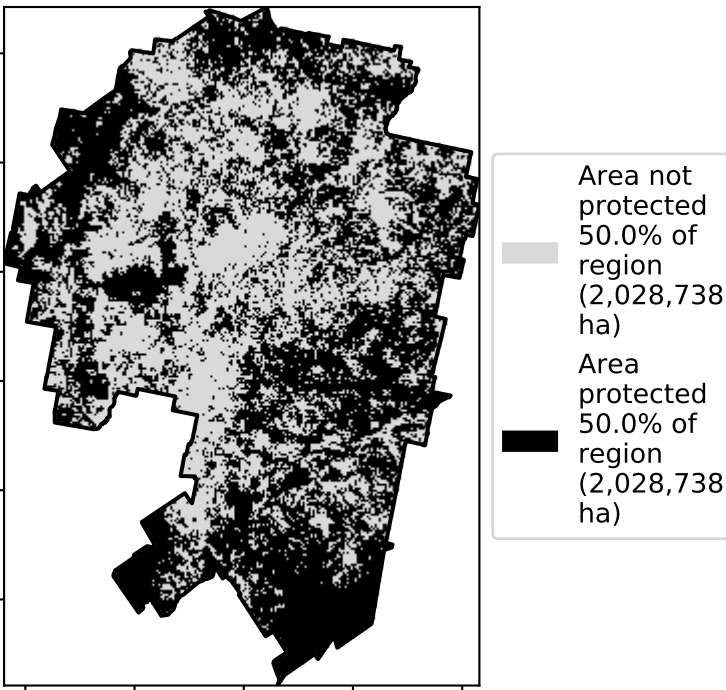 Area not
protected
50.0% of
region
(2,028,738
ha)
Area
protected
50.0% of
region
(2,028,738
ha)